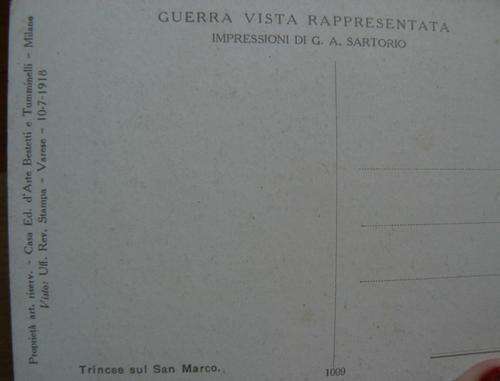 GUERRA VISTA RAPPRESENTATA
IMPRESSIONI DI G. A. SARTORIO
Proprietà art. riserv. - Casa Ed. d'Arte Bestetti e Tumminelli - Milano
Visto: Uff. Rev. Stampa - Varese - 10-7-1918
Trincee sul San Marco.
1009